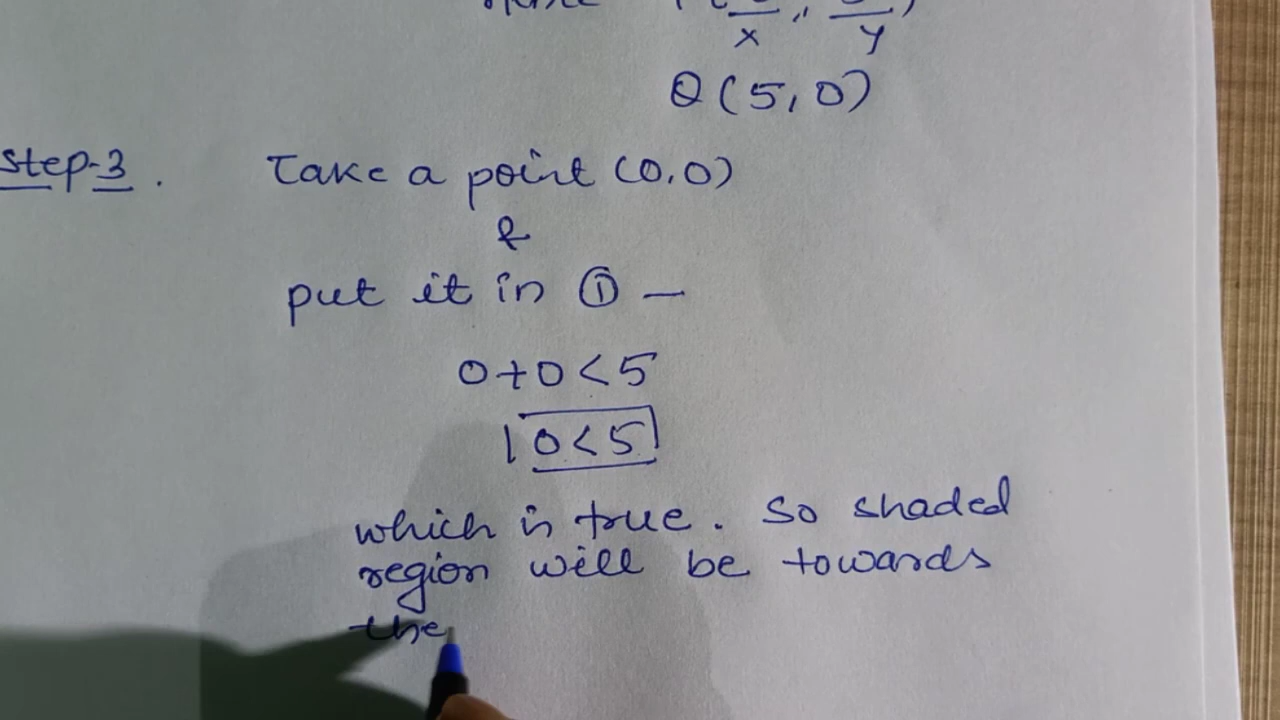 x y
Q (5,0)
Step-3. Take a point (0,0)
&
put it in ① —
0+0<5
0<5
which is true. So shaded
region will be towards
the